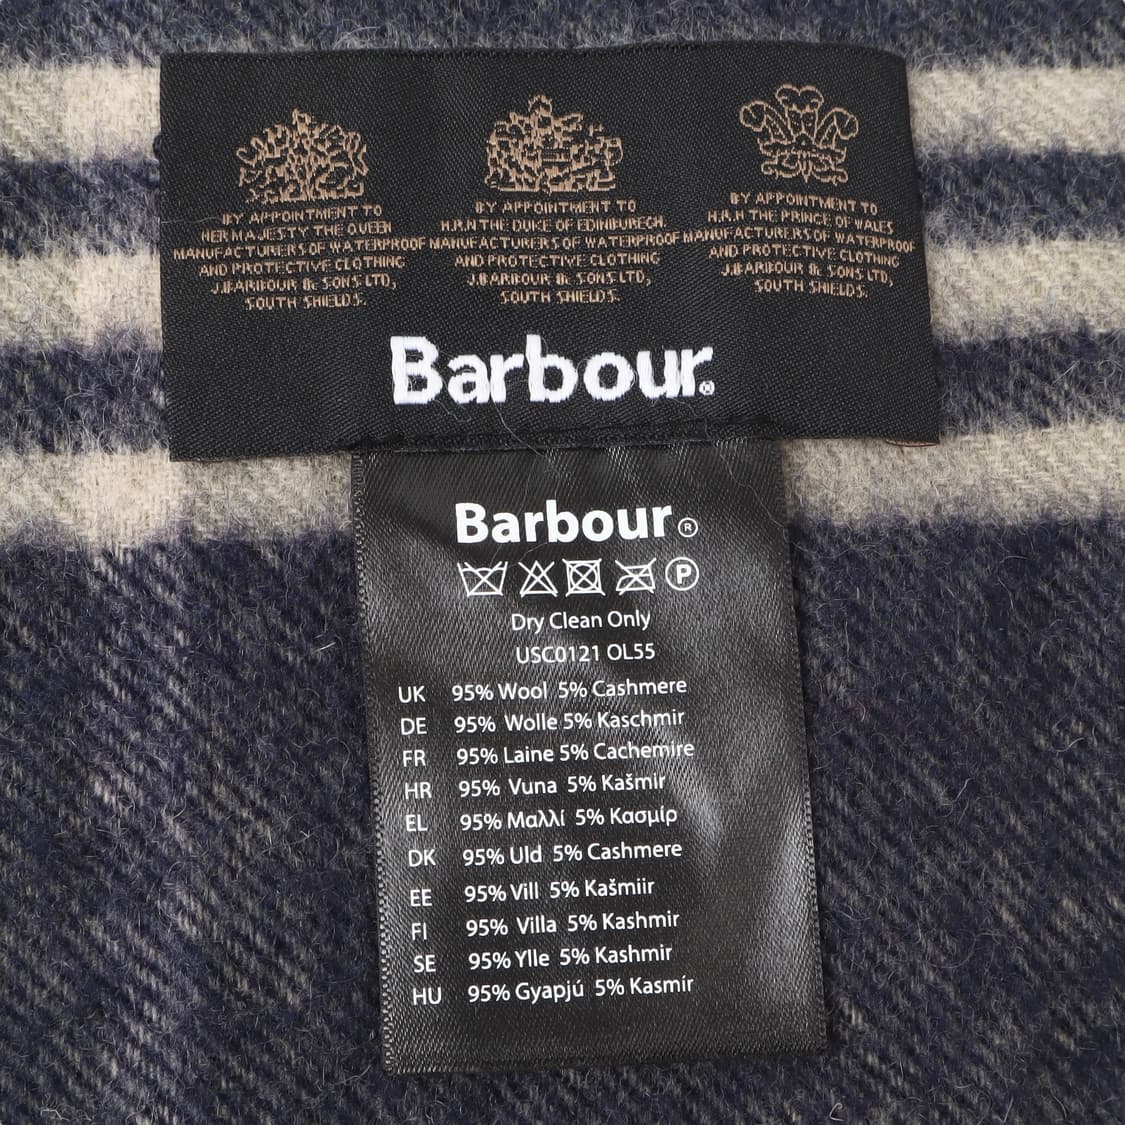 BY APPOINTMENT TO
HER MAJESTY THE QUEEN
MANUFACTURERS OF WATERPROOF
AND PROTECTIVE CLOTHING
J.BARBOUR & SONS LTD,
SOUTH SHIELDS.
BY APPOINTMENT TO
H.R.H THE DUKE OF EDINBURGH
MANUFACTURERS OF WATERPROOF
AND PROTECTIVE CLOTHING
J.BARBOUR & SONS LTD,
SOUTH SHIELDS.
BY APPOINTMENT TO
H.R.H THE PRINCE OF WALES
MANUFACTURERS OF WATERPROOF
AND PROTECTIVE CLOTHING
J.BARBOUR & SONS LTD,
SOUTH SHIELDS.
Barbour®
Barbour®
P
Dry Clean Only
USC0121 OL55
UK 95% Wool 5% Cashmere
DE 95% Wolle 5% Kaschmir
FR 95% Laine 5% Cachemire
HR 95% Vuna 5% Kašmir
EL 95% Μαλλί 5% Κασμίρ
DK 95% Uld 5% Cashmere
EE 95% Vill 5% Kašmiir
FI 95% Villa 5% Kashmir
SE 95% Ylle 5% Kashmir
HU 95% Gyapjú 5% Kasmír